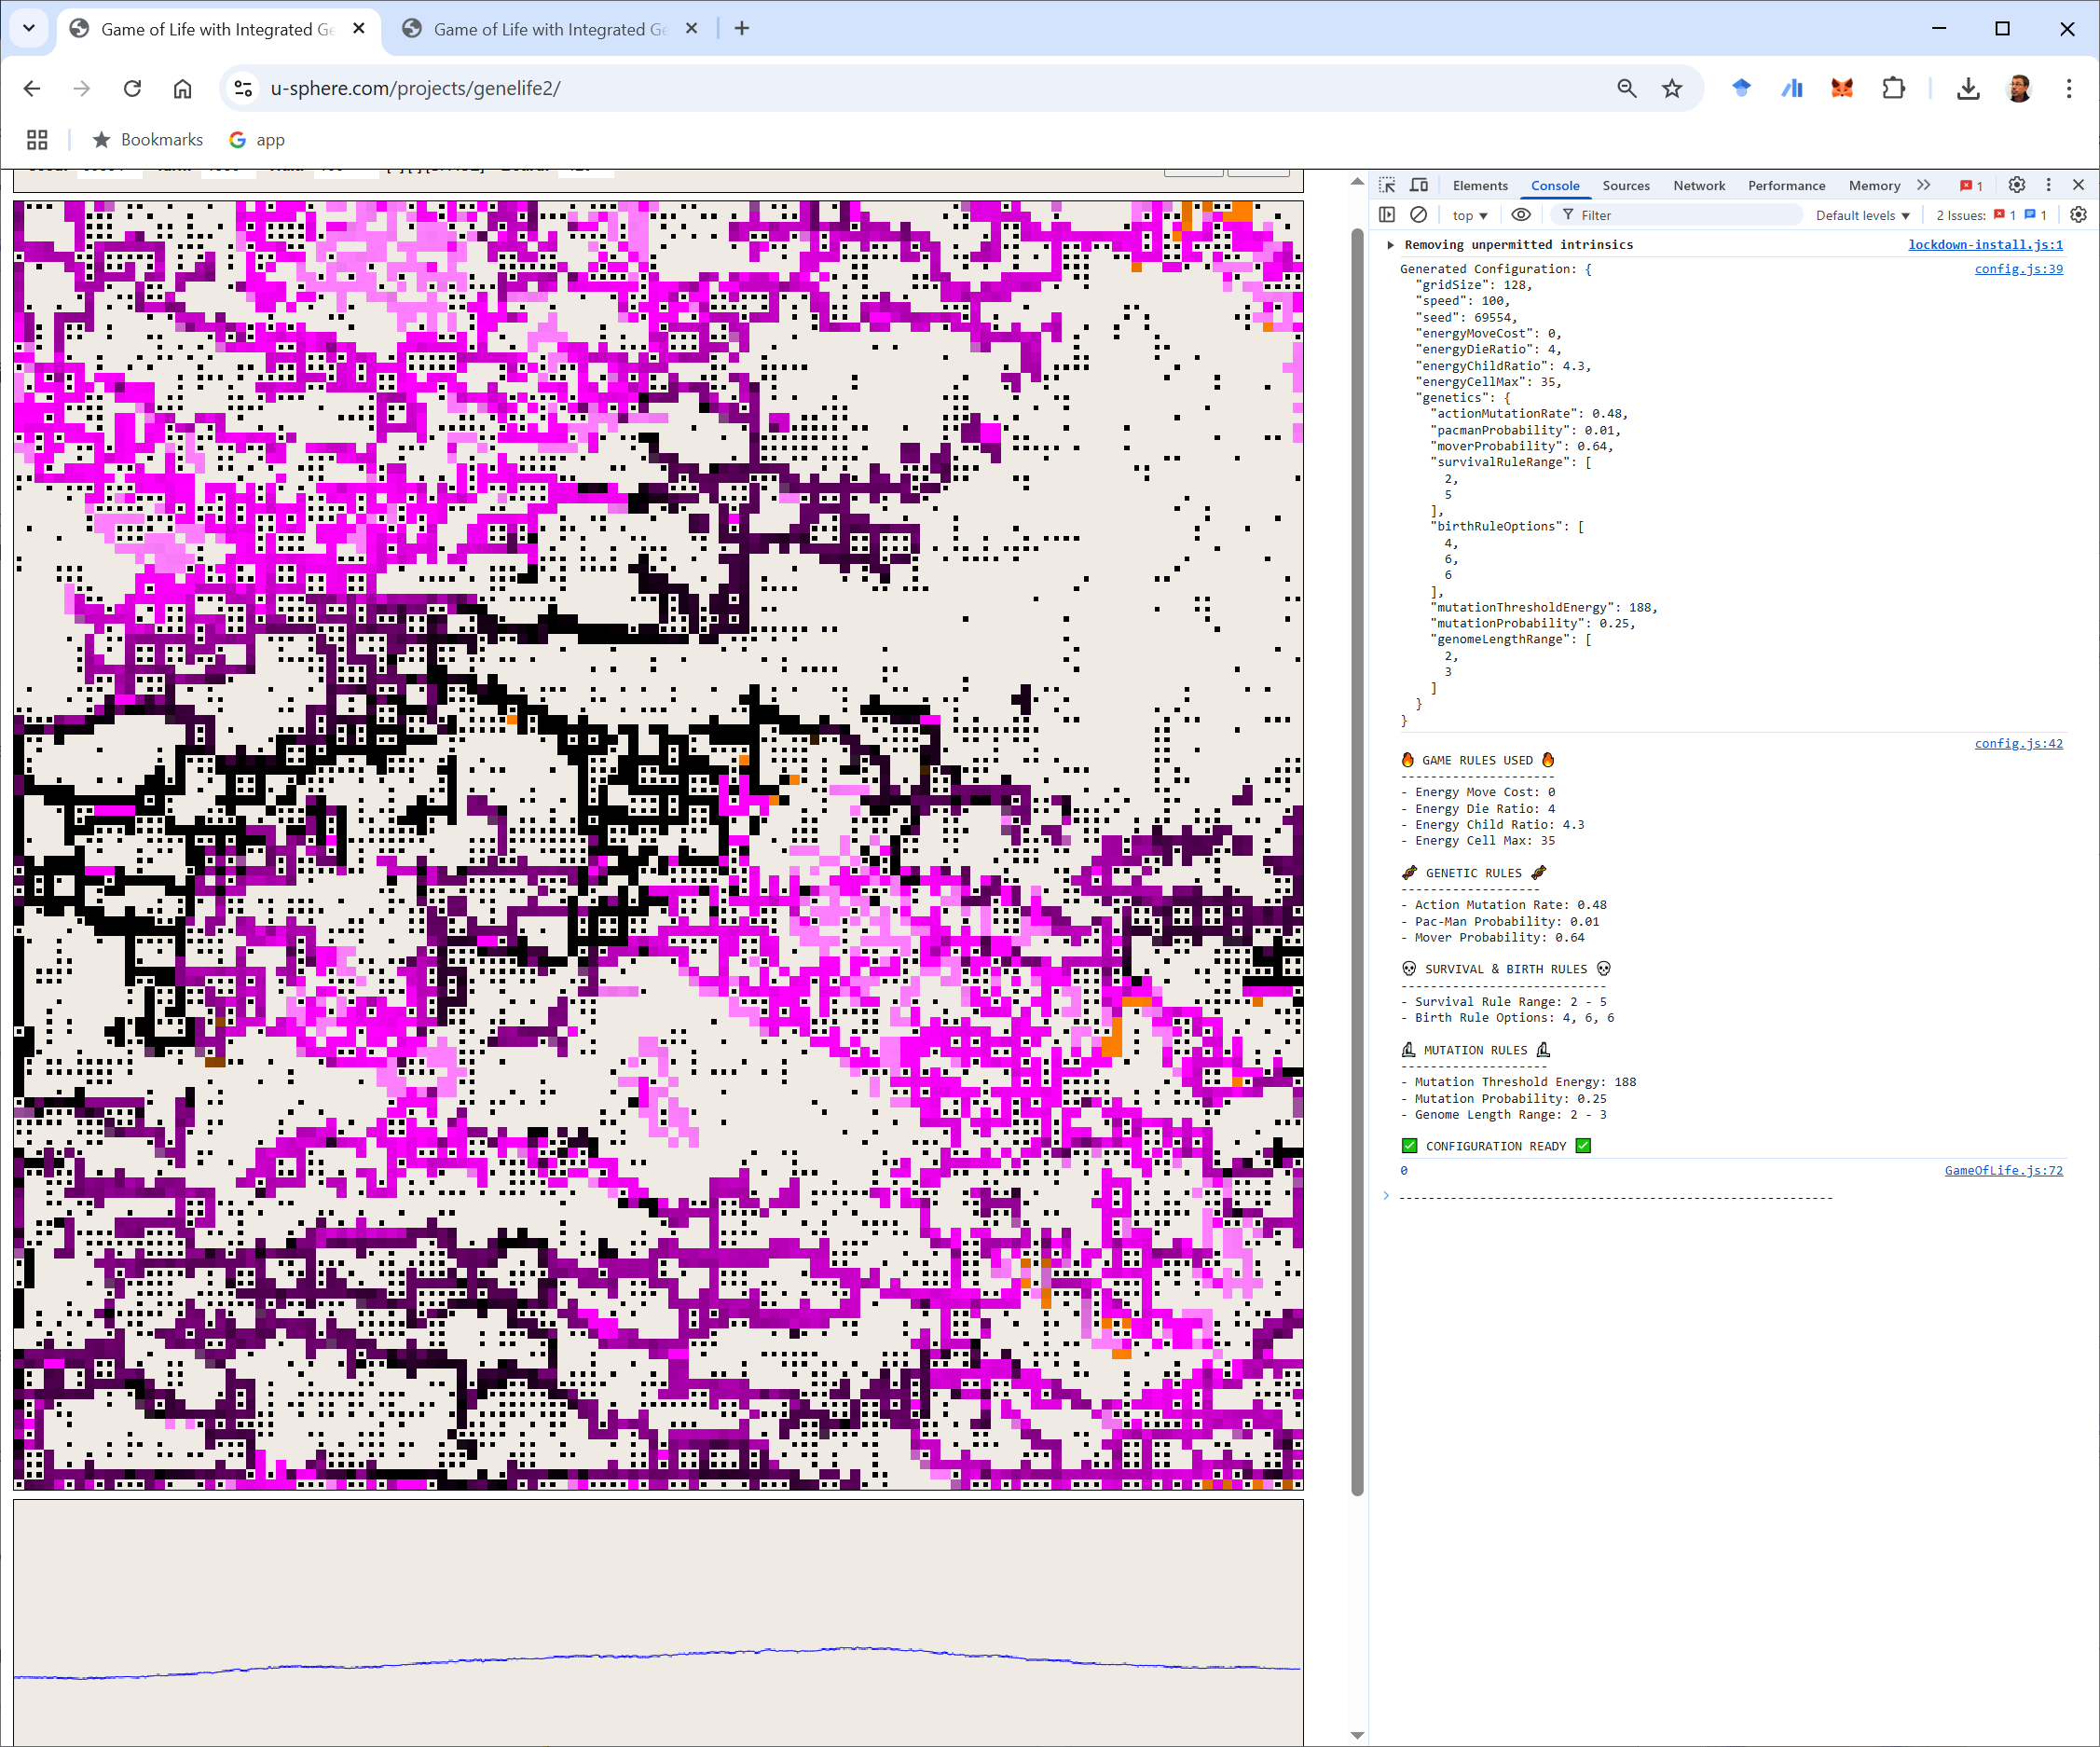 Game of Life with Integrated Ge
Game of Life with Integrated Ge
u-sphere.com/projects/genelife2/
Bookmarks
app
Elements Console Sources Network Performance Memory 1
top Filter Default levels 2 Issues: 1 1
Removing unpermitted intrinsics lockdown-install.js:1
Generated Configuration: { config.js:39
"gridSize": 128,
"speed": 100,
"seed": 69554,
"energyMoveCost": 0,
"energyDieRatio": 4,
"energyChildRatio": 4.3,
"energyCellMax": 35,
"genetics": {
"actionMutationRate": 0.48,
"pacmanProbability": 0.01,
"moverProbability": 0.64,
"survivalRuleRange": [
2,
5
],
"birthRuleOptions": [
4,
6,
6
],
"mutationThresholdEnergy": 188,
"mutationProbability": 0.25,
"genomeLengthRange": [
2,
3
]
}
}
config.js:42
🔥 GAME RULES USED 🔥
---------------------
- Energy Move Cost: 0
- Energy Die Ratio: 4
- Energy Child Ratio: 4.3
- Energy Cell Max: 35
GENETIC RULES
-------------------
- Action Mutation Rate: 0.48
- Pac-Man Probability: 0.01
- Mover Probability: 0.64
💀 SURVIVAL & BIRTH RULES 💀
----------------------------
- Survival Rule Range: 2 - 5
- Birth Rule Options: 4, 6, 6
MUTATION RULES
--------------------
- Mutation Threshold Energy: 188
- Mutation Probability: 0.25
- Genome Length Range: 2 - 3
✅ CONFIGURATION READY ✅
0 GameOfLife.js:72
-----------------------------------------------------------